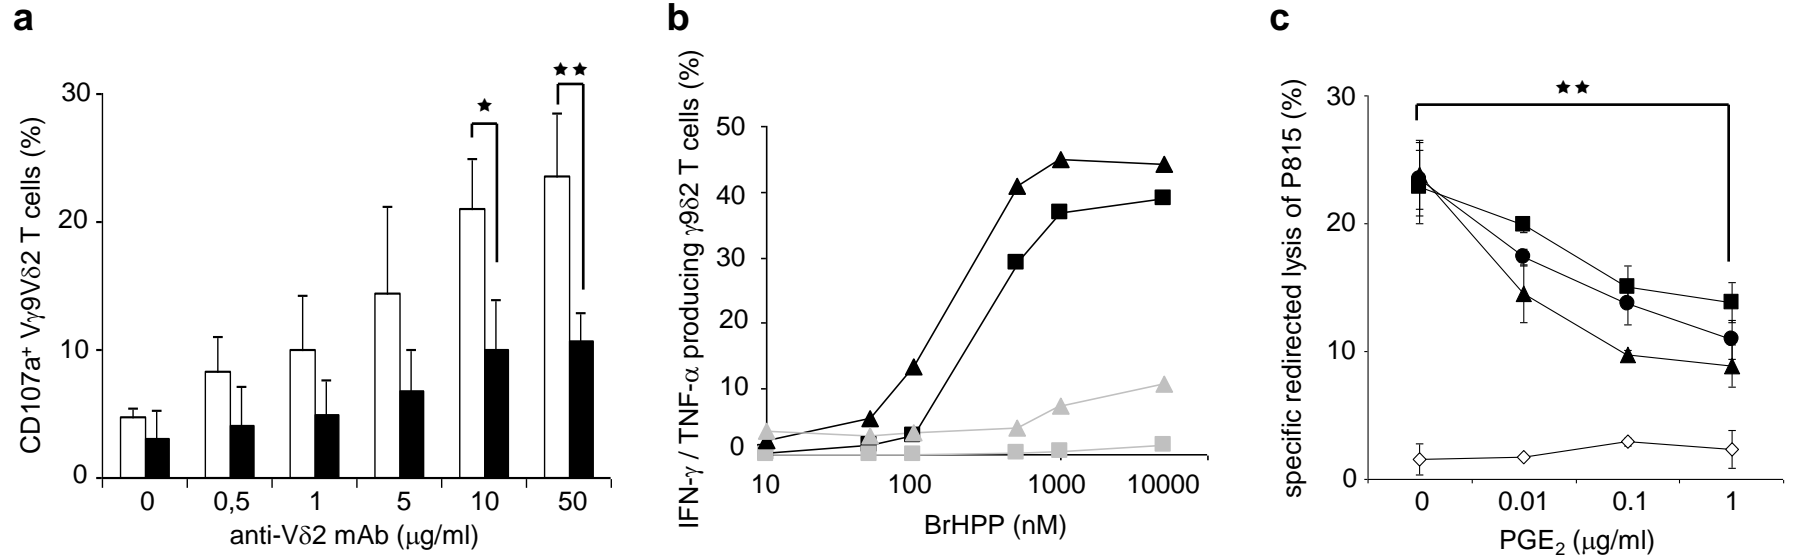 a
CD107a⁺ Vγ9Vδ2 T cells (%)
30
20
10
0
★
★★
0 0,5 1 5 10 50
anti-Vδ2 mAb (μg/ml)
b
IFN-γ / TNF-α producing γ9δ2 T cells (%)
50
40
30
20
10
0
10 100 1000 10000
BrHPP (nM)
c
specific redirected lysis of P815 (%)
30
20
10
0
★★
0 0.01 0.1 1
PGE₂ (μg/ml)